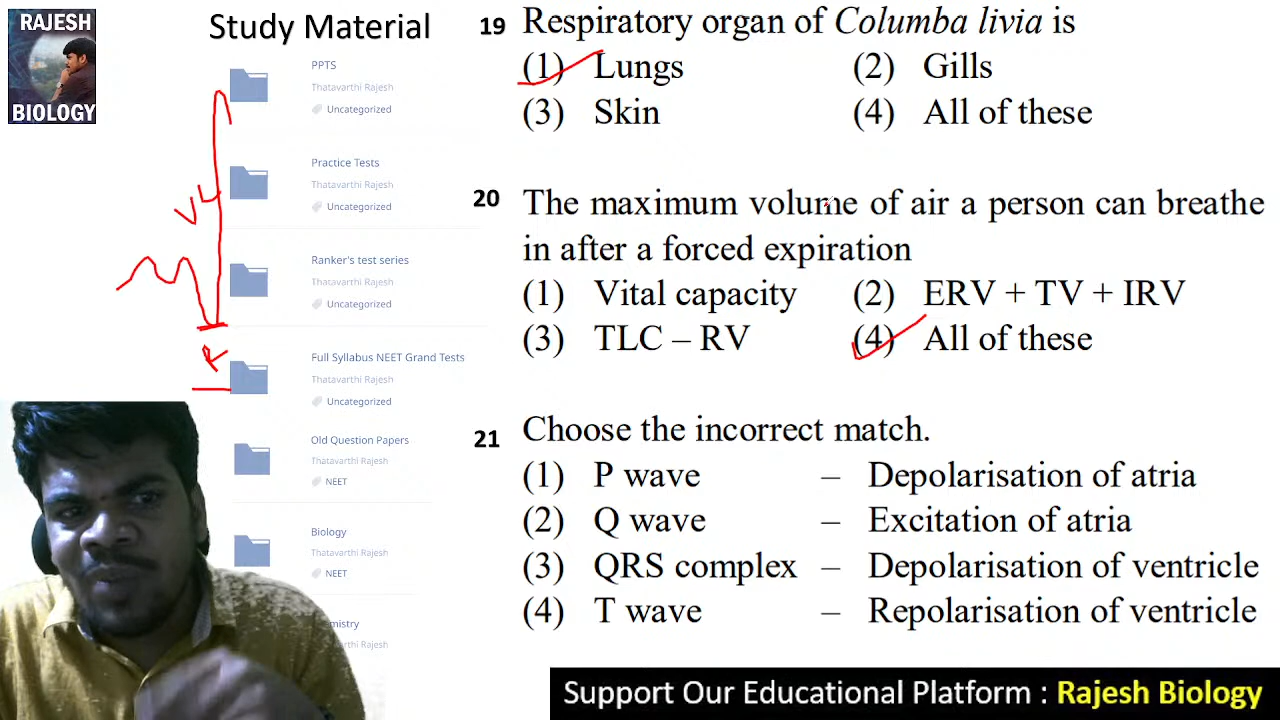 RAJESH
BIOLOGY
Study Material
PPTS
Thatavarthi Rajesh
Uncategorized
Practice Tests
Thatavarthi Rajesh
Uncategorized
Ranker's test series
Thatavarthi Rajesh
Uncategorized
Full Syllabus NEET Grand Tests
Thatavarthi Rajesh
Uncategorized
Old Question Papers
Thatavarthi Rajesh
NEET
Biology
Thatavarthi Rajesh
NEET
19 Respiratory organ of Columba livia is
(1) Lungs (2) Gills
(3) Skin (4) All of these
20 The maximum volume of air a person can breathe
in after a forced expiration
(1) Vital capacity (2) ERV + TV + IRV
(3) TLC – RV (4) All of these
21 Choose the incorrect match.
(1) P wave – Depolarisation of atria
(2) Q wave – Excitation of atria
(3) QRS complex – Depolarisation of ventricle
(4) T wave – Repolarisation of ventricle
Support Our Educational Platform : Rajesh Biology